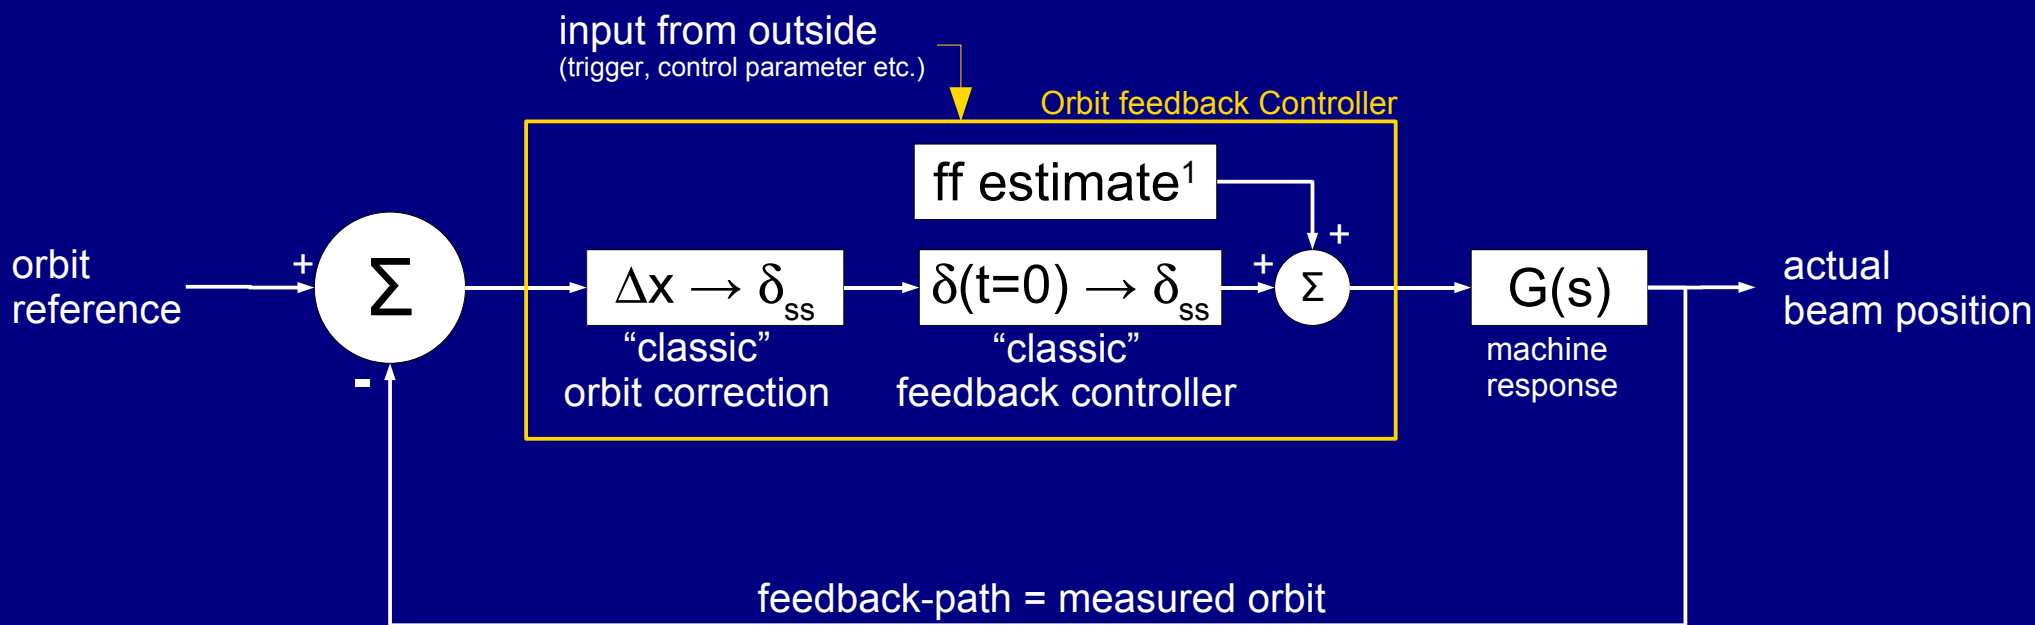 input from outside
(trigger, control parameter etc.)
Orbit feedback Controller
ff estimate¹
+
orbit
reference
+
Σ
-
Δx → δss
"classic"
orbit correction
δ(t=0) → δss
"classic"
feedback controller
+
Σ
G(s)
machine
response
actual
beam position
feedback-path = measured orbit